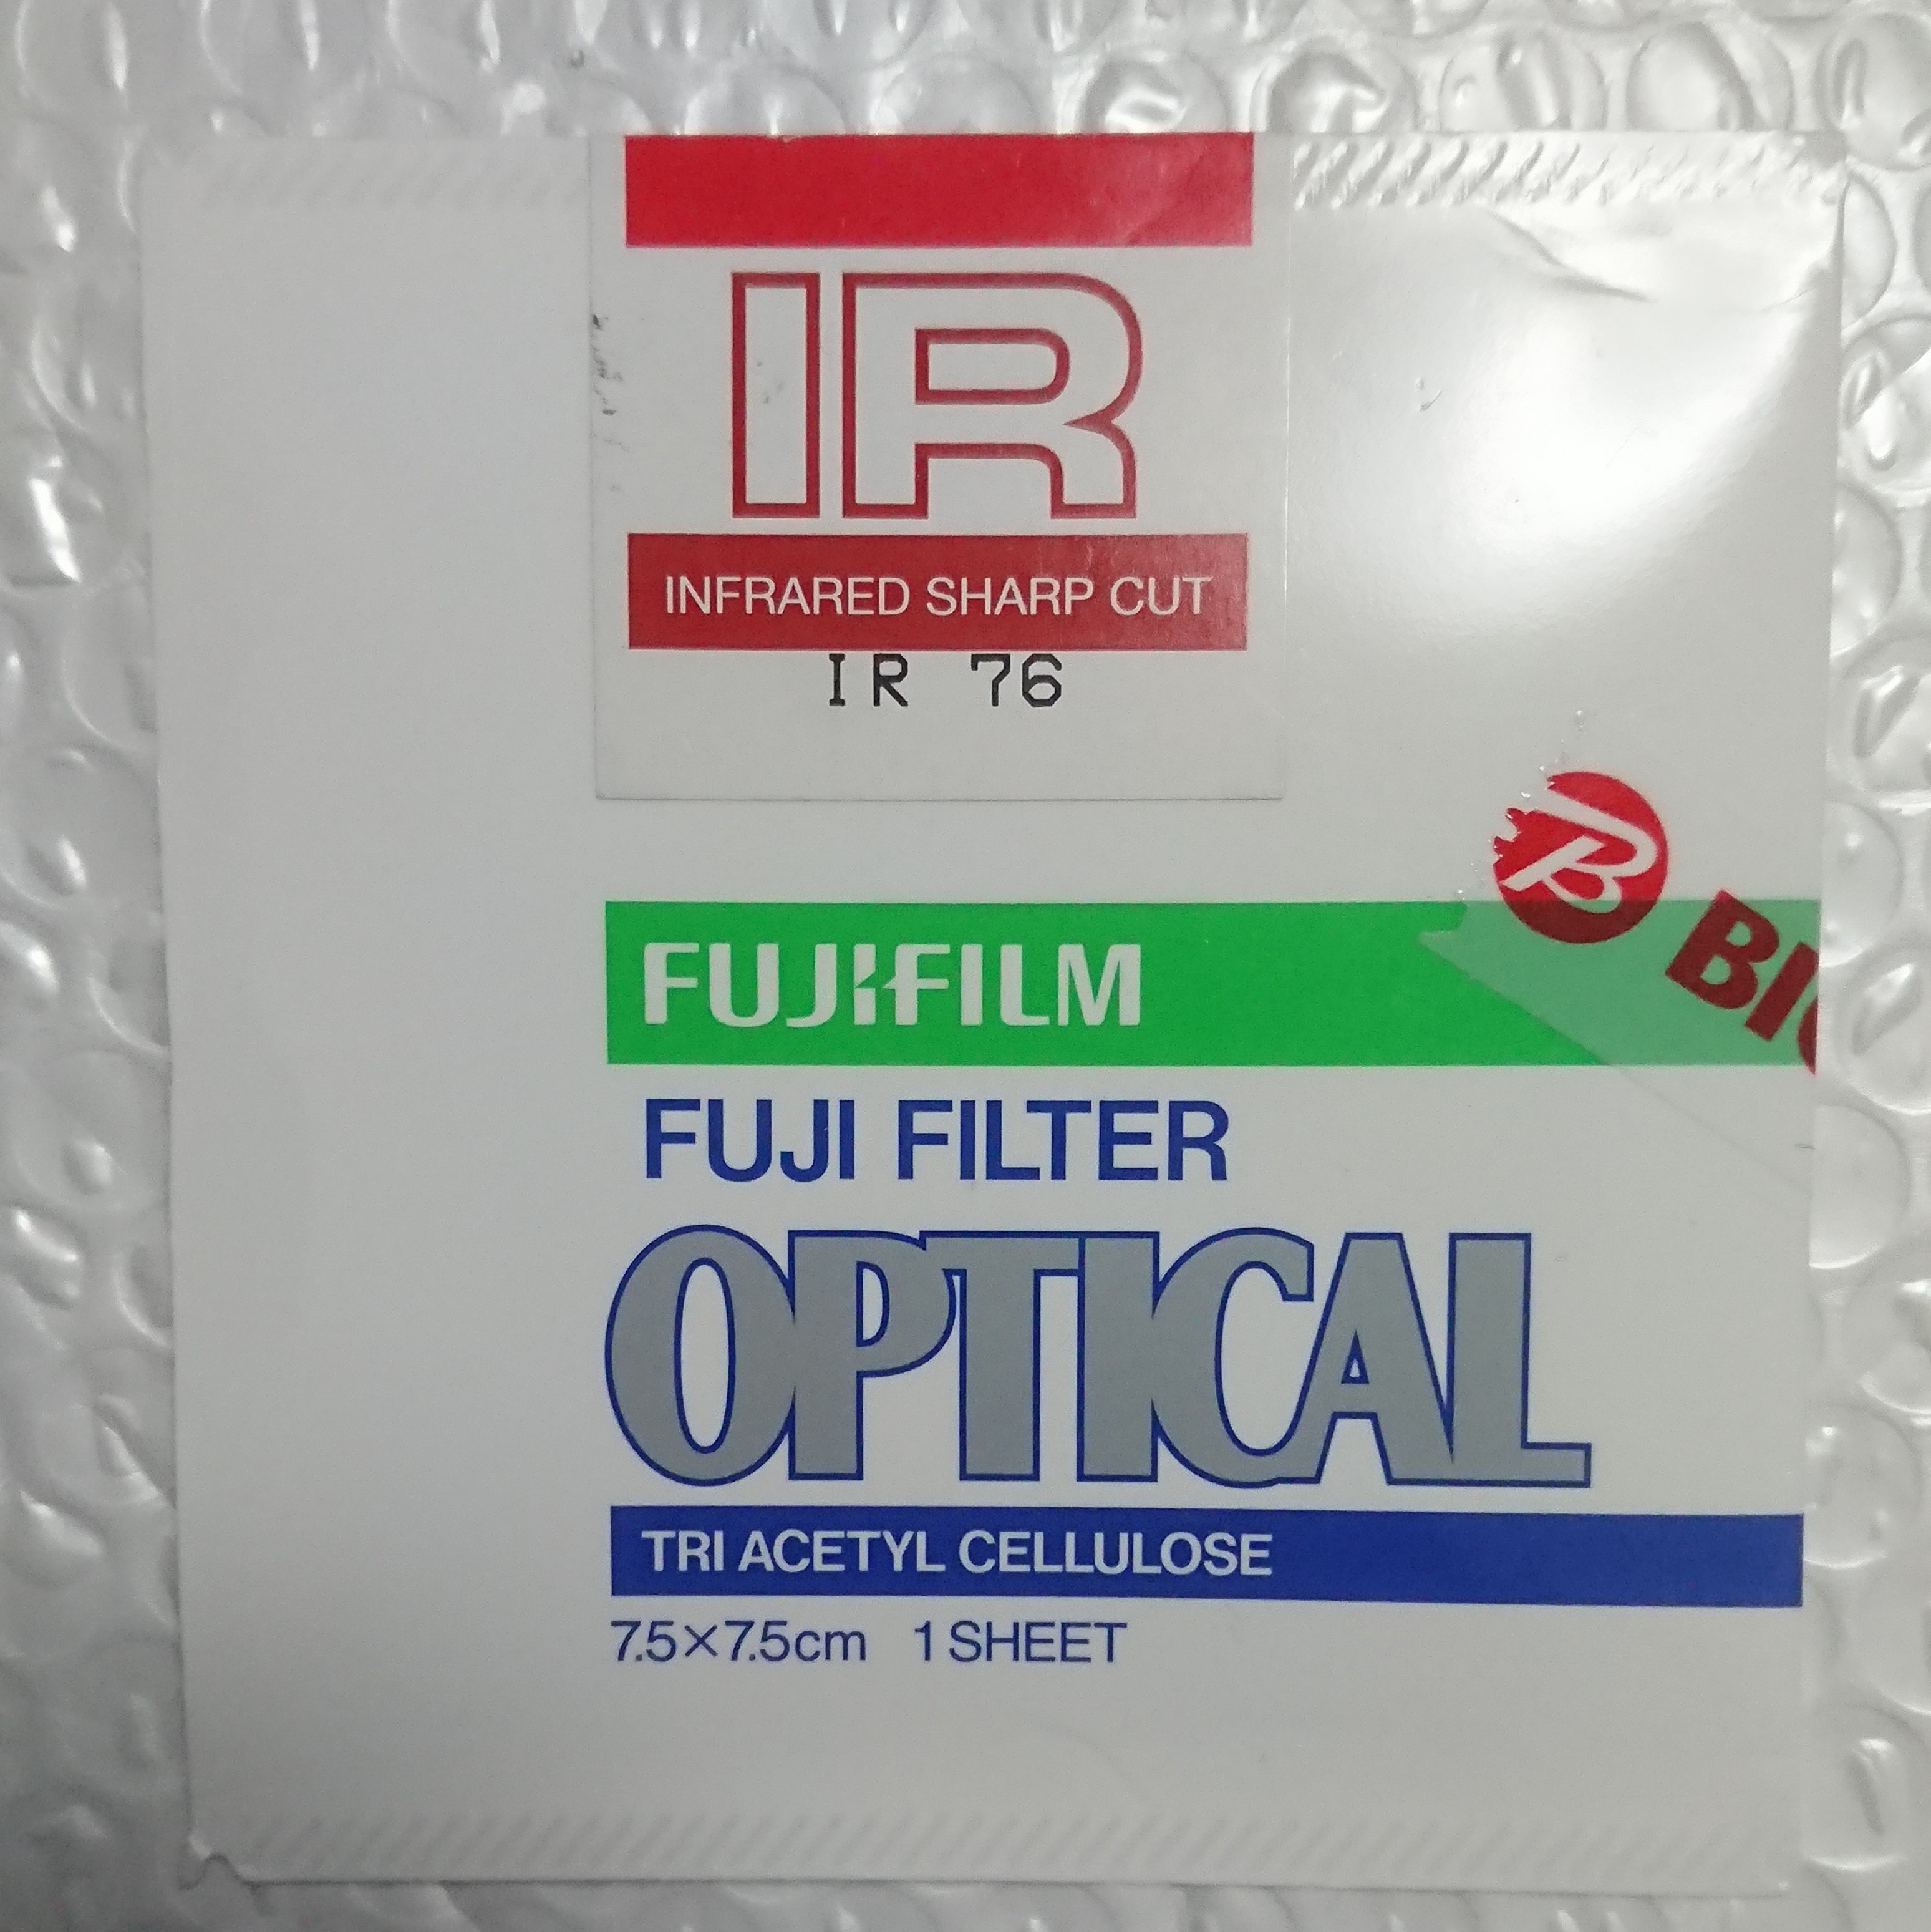 IR
INFRARED SHARP CUT
IR 76
B
FUJIFILM
FUJI FILTER
OPTICAL
TRI ACETYL CELLULOSE
7.5×7.5cm 1 SHEET